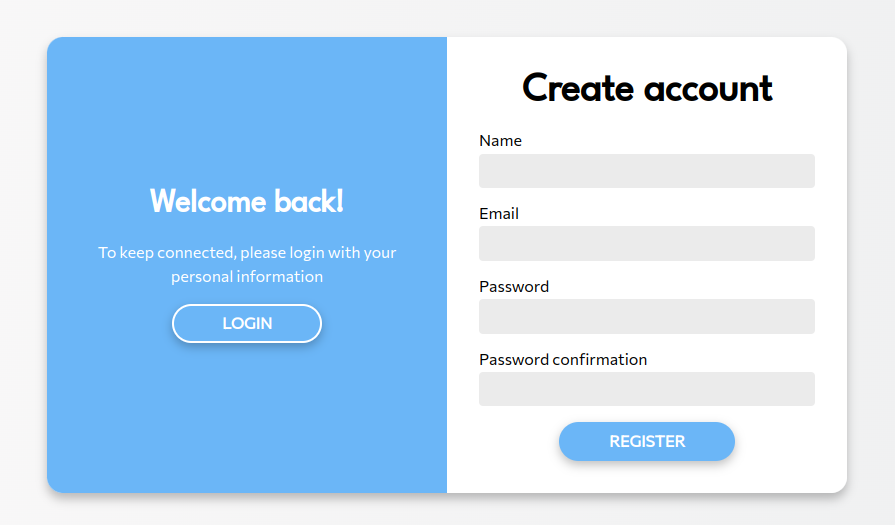 Welcome back!
To keep connected, please login with your
personal information
LOGIN
Create account
Name
Email
Password
Password confirmation
REGISTER